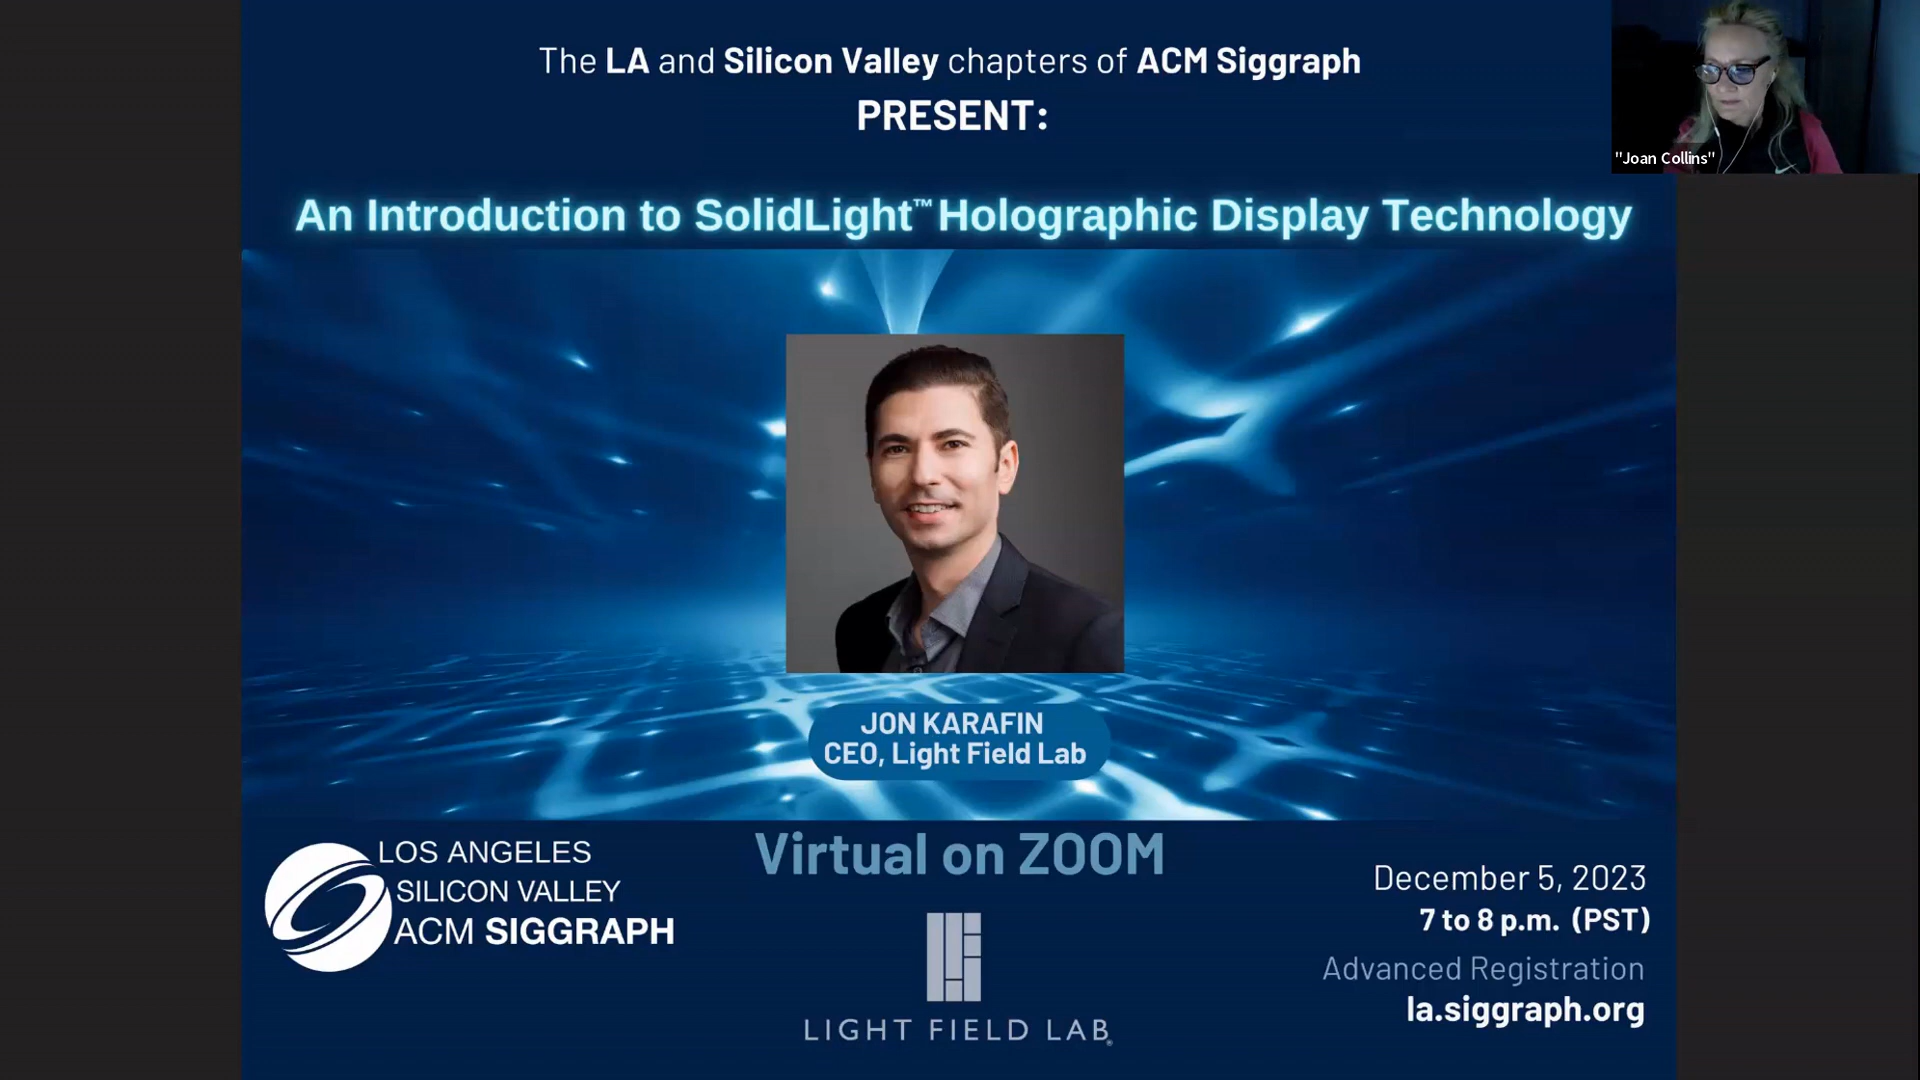 The LA and Silicon Valley chapters of ACM Siggraph
PRESENT:
"Joan Collins"
An Introduction to SolidLight™ Holographic Display Technology
JON KARAFIN
CEO, Light Field Lab
Virtual on ZOOM
LOS ANGELES
SILICON VALLEY
ACM SIGGRAPH
December 5, 2023
7 to 8 p.m. (PST)
Advanced Registration
la.siggraph.org
LIGHT FIELD LAB®